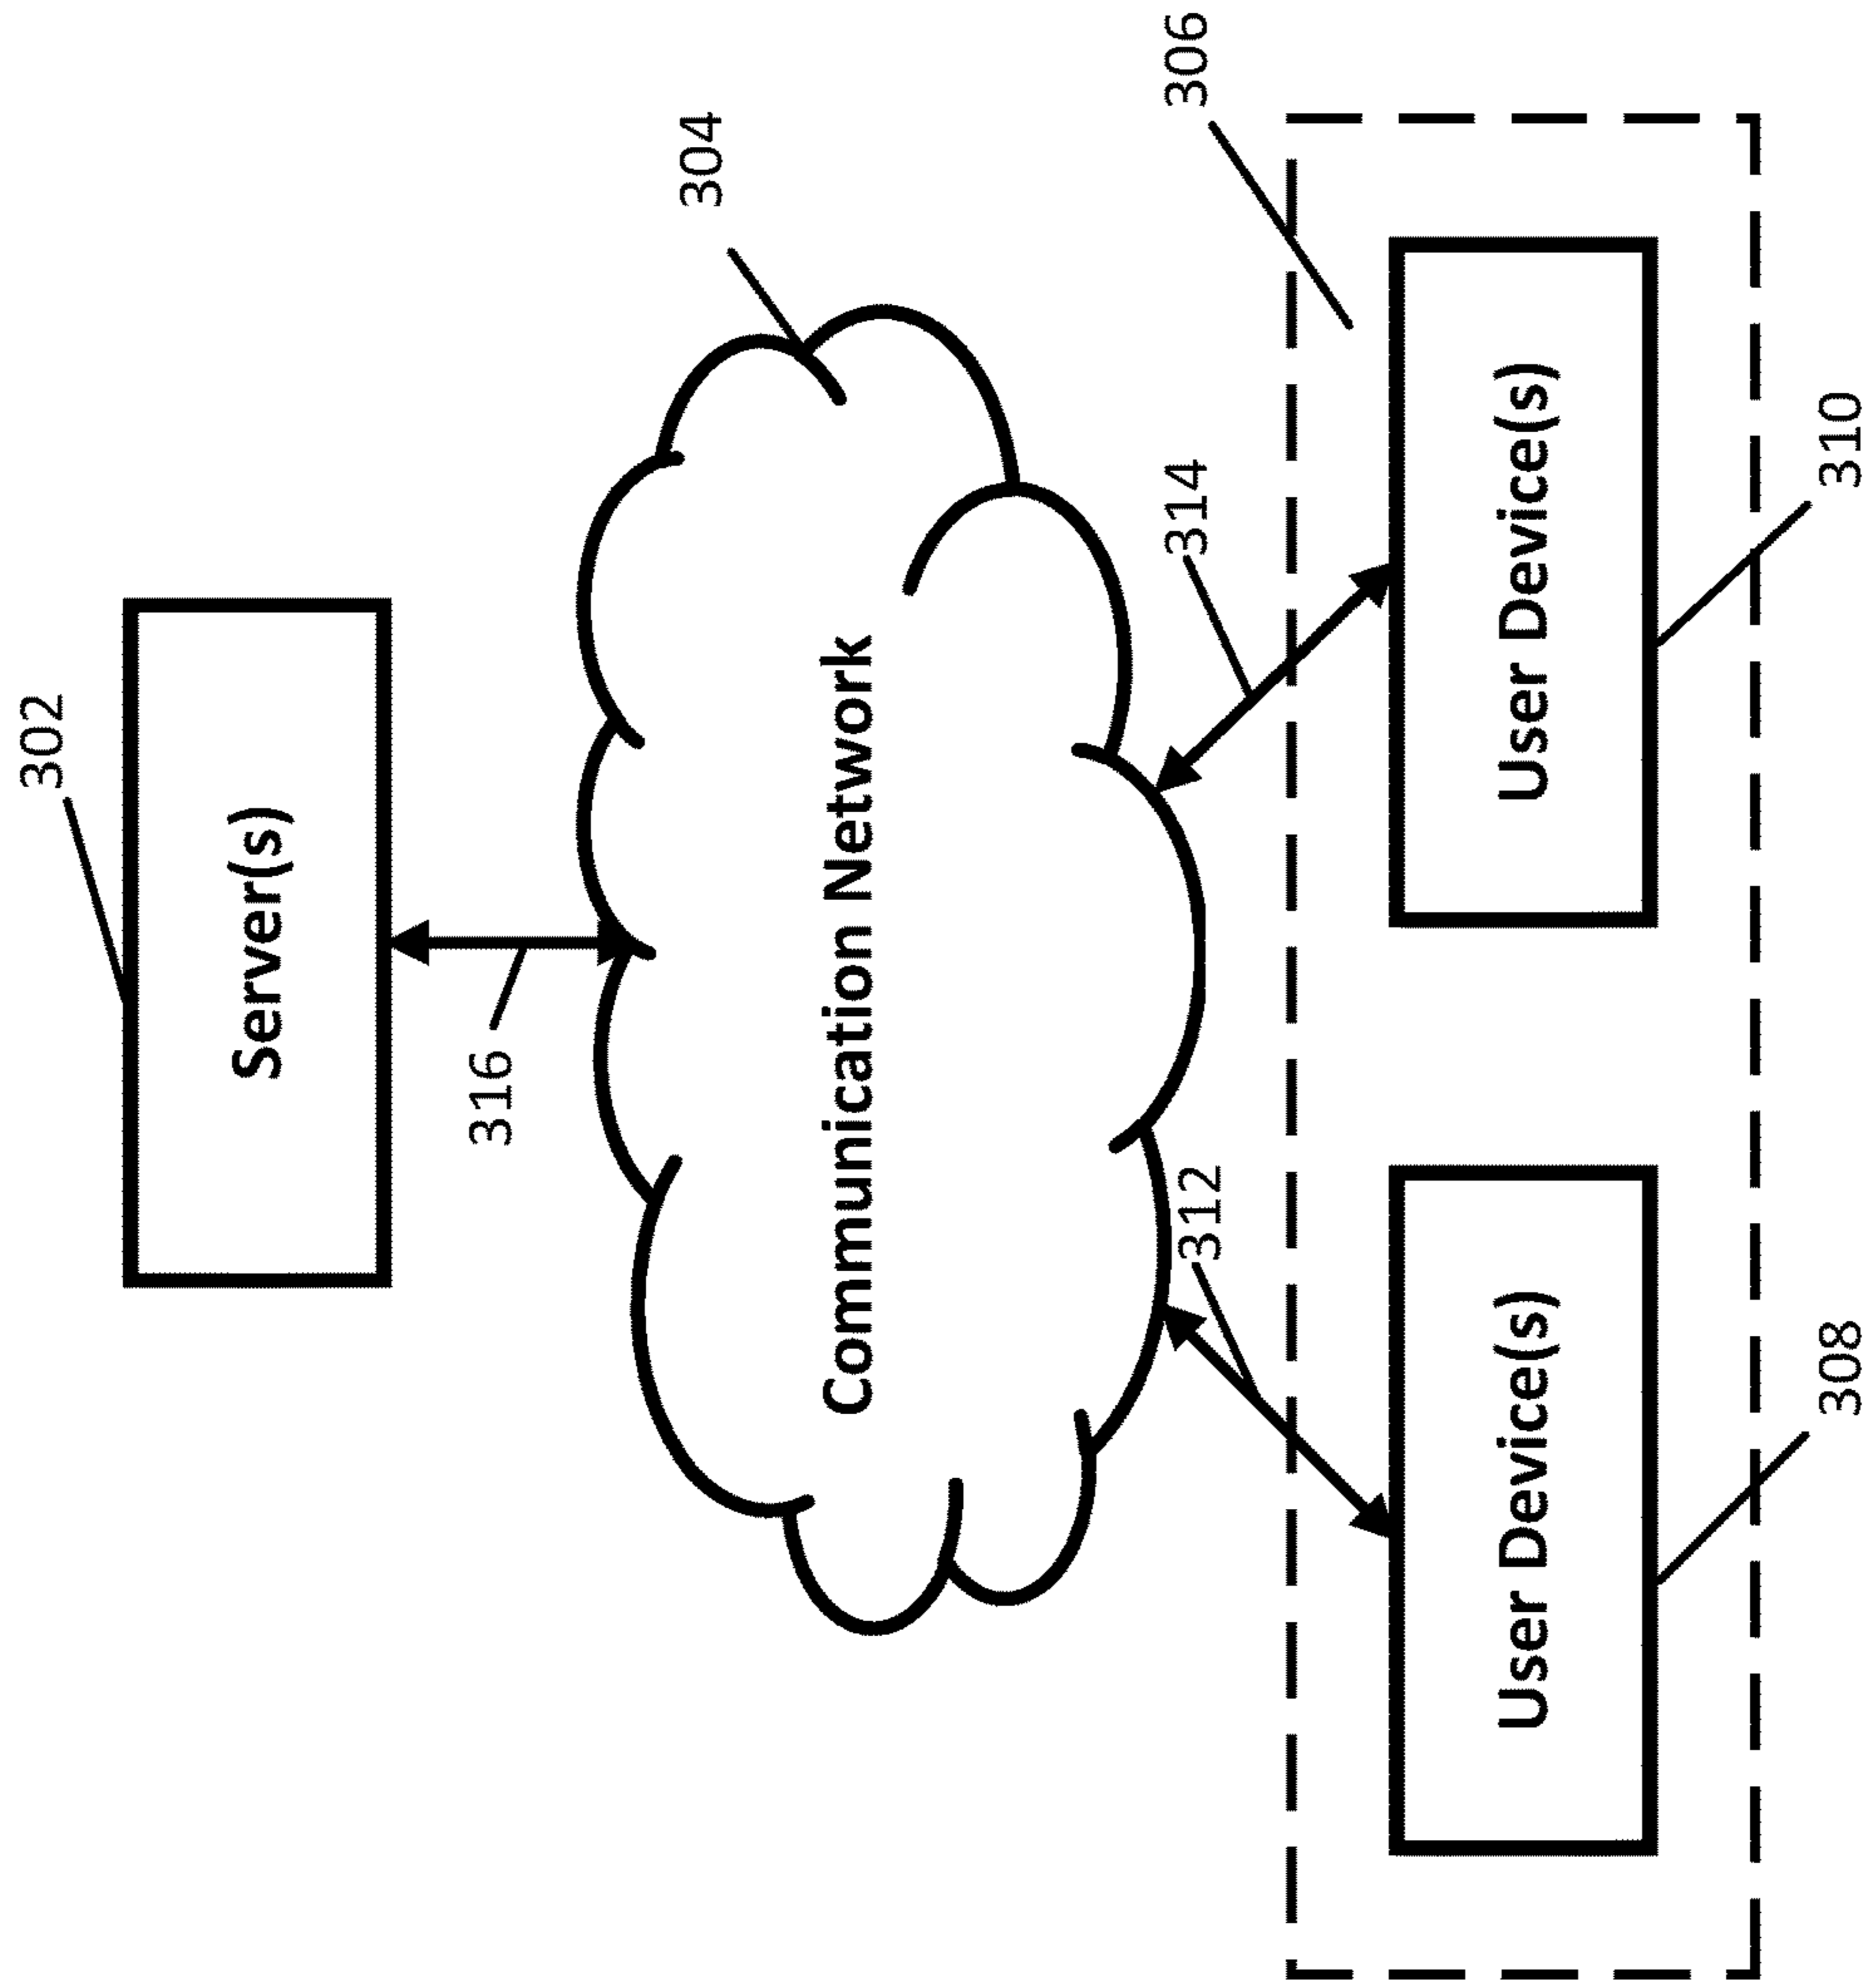 302
Server(s)
316
304
Communication Network
312
314
306
User Device(s)
User Device(s)
308
310